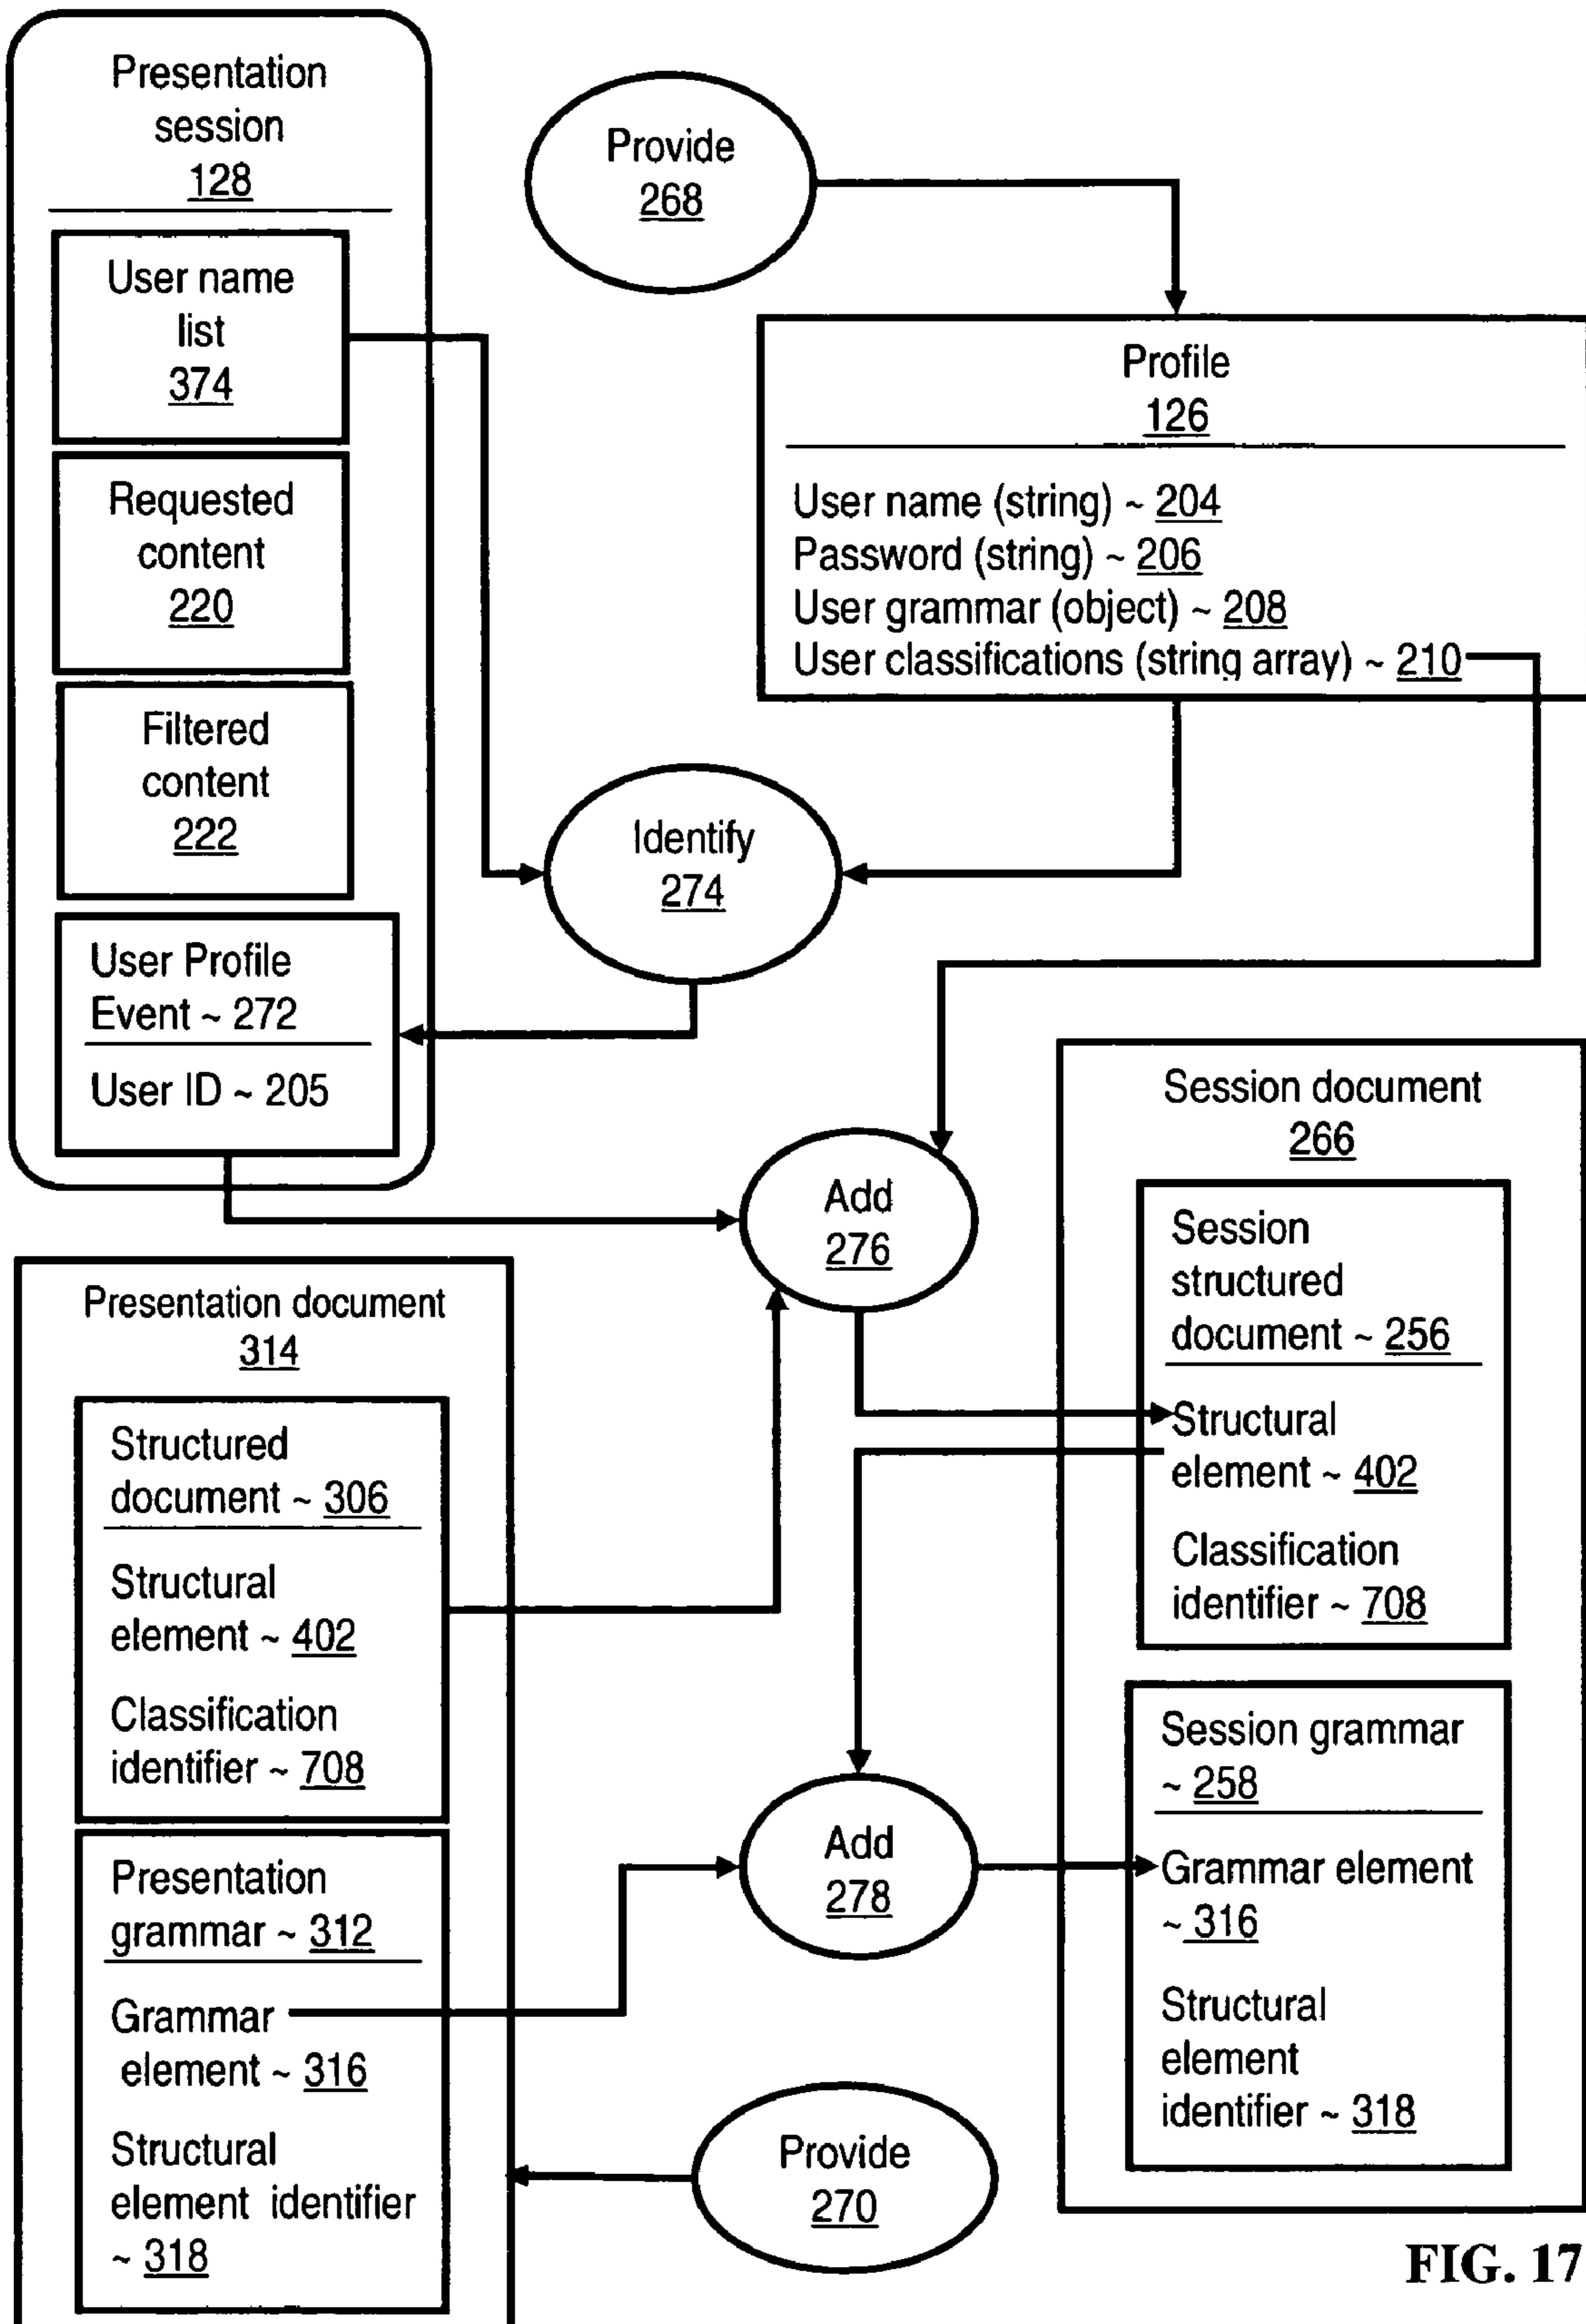 Presentation
session
128
User name
list
374
Requested
content
220
Filtered
content
222
User Profile
Event ~ 272
User ID ~ 205
Provide
268
Profile
126
User name (string) ~ 204
Password (string) ~ 206
User grammar (object) ~ 208
User classifications (string array) ~ 210
Identify
274
Add
276
Session document
266
Session
structured
document ~ 256
Structural
element ~ 402
Classification
identifier ~ 708
Session grammar
~ 258
Grammar element
~ 316
Structural
element
identifier ~ 318
Presentation document
314
Structured
document ~ 306
Structural
element ~ 402
Classification
identifier ~ 708
Presentation
grammar ~ 312
Grammar
element ~ 316
Structural
element identifier
~ 318
Add
278
Provide
270
FIG. 17